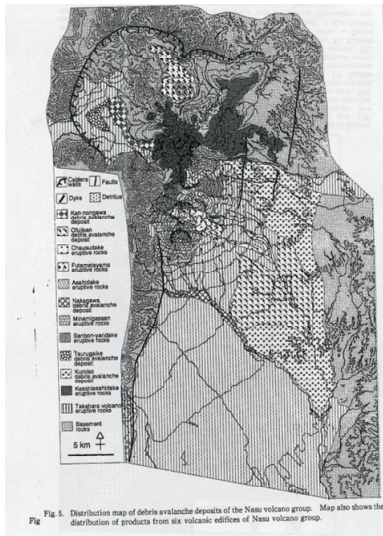 Caldera Faults
walls
Dyke Detritus
Kan-nongawa
debris avalanche
deposit
Ofujisan
debris avalanche
deposit
Chausudake
eruptive rocks
Futamatayama
eruptive rocks
Asahidake
eruptive rocks
Nakagawa
debris avalanche
deposit
Minamigassan
eruptive rocks
Sanbon-yaridake
eruptive rocks
Tsurugaike
debris avalanche
deposit
Kuroiso
debris avalanche
deposit
Kasshiasahidake
eruptive rocks
Takahara volcano
eruptive rocks
Basement
rocks
5 km
Fig. 5. Distribution map of debris avalanche deposits of the Nasu volcano group. Map also shows the
Fig distribution of products from six volcanic edifices of Nasu volcano group.